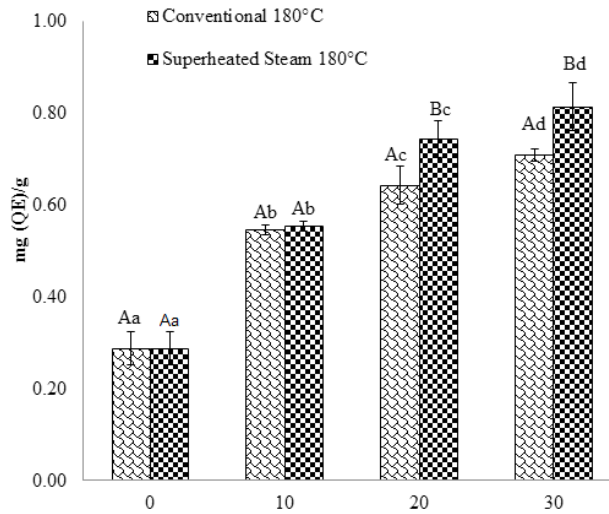 1.00
0.80
0.60
0.40
0.20
0.00
mg (QE)/g
Conventional 180°C
Superheated Steam 180°C
Aa Aa
Ab Ab
Ac Bc
Ad Bd
0 10 20 30